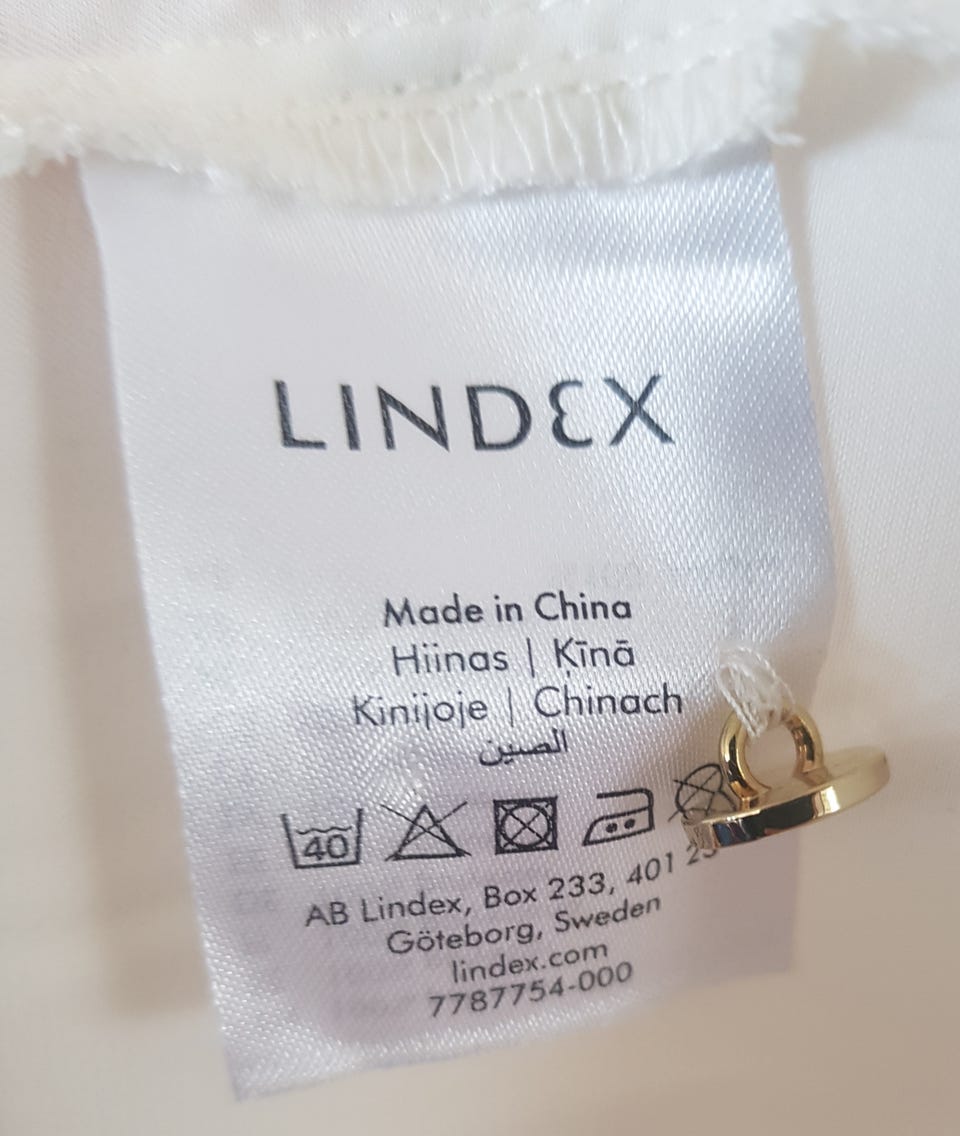 LINDEX
Made in China
Hiinas | Ķīnā
Kinijoje | Chinach
الصين
40
AB Lindex, Box 233, 401
Göteborg, Sweden
lindex.com
7787754-000